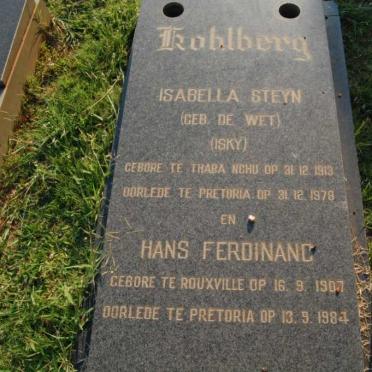 Kohlberg
ISABELLA STEYN
(GEB. DE WET)
(ISKY)
GEBORE TE THABA NCHU OP 31.12.1913
OORLEDE TE PRETORIA OP 31.12.1978
EN
HANS FERDINAND
GEBORE TE ROUXVILLE OP 16.9.1907
OORLEDE TE PRETORIA OP 13.9.1984